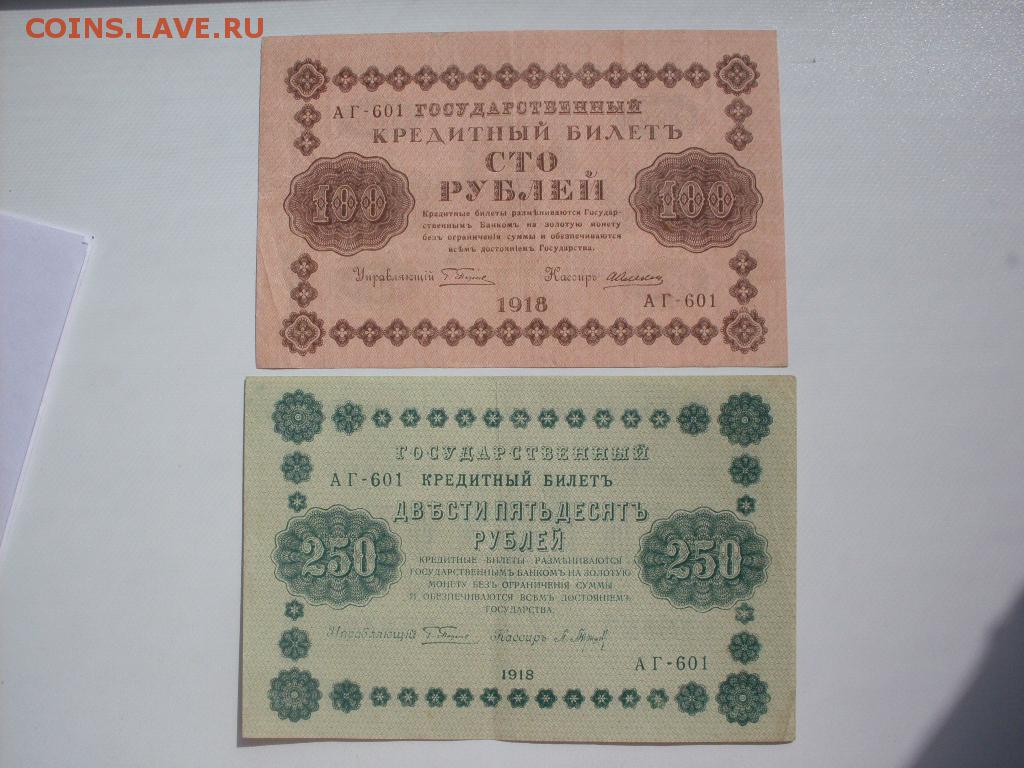 COINS.LAVE.RU
АГ-601 ГОСУДАРСТВЕННЫЙ
КРЕДИТНЫЙ БИЛЕТЪ
СТО
РУБЛЕЙ
100
100
Кредитные билеты размѣниваются Государ-
ственнымъ Банкомъ на золотую монету
безъ ограниченія суммы и обезпечиваются
всѣмъ достояніемъ Государства.
Управляющій
Кассиръ
1918
АГ-601
ГОСУДАРСТВЕННЫЙ
АГ-601 КРЕДИТНЫЙ БИЛЕТЪ
ДВѢСТИ ПЯТЬДЕСЯТЪ
РУБЛЕЙ
250
250
КРЕДИТНЫЕ БИЛЕТЫ РАЗМѢНИВАЮТСЯ
ГОСУДАРСТВЕННЫМЪ БАНКОМЪ НА ЗОЛОТУЮ
МОНЕТУ БЕЗЪ ОГРАНИЧЕНІЯ СУММЫ
И ОБЕЗПЕЧИВАЮТСЯ ВСѢМЪ ДОСТОЯНІЕМЪ
ГОСУДАРСТВА.
Управляющій
Кассиръ
АГ-601
1918